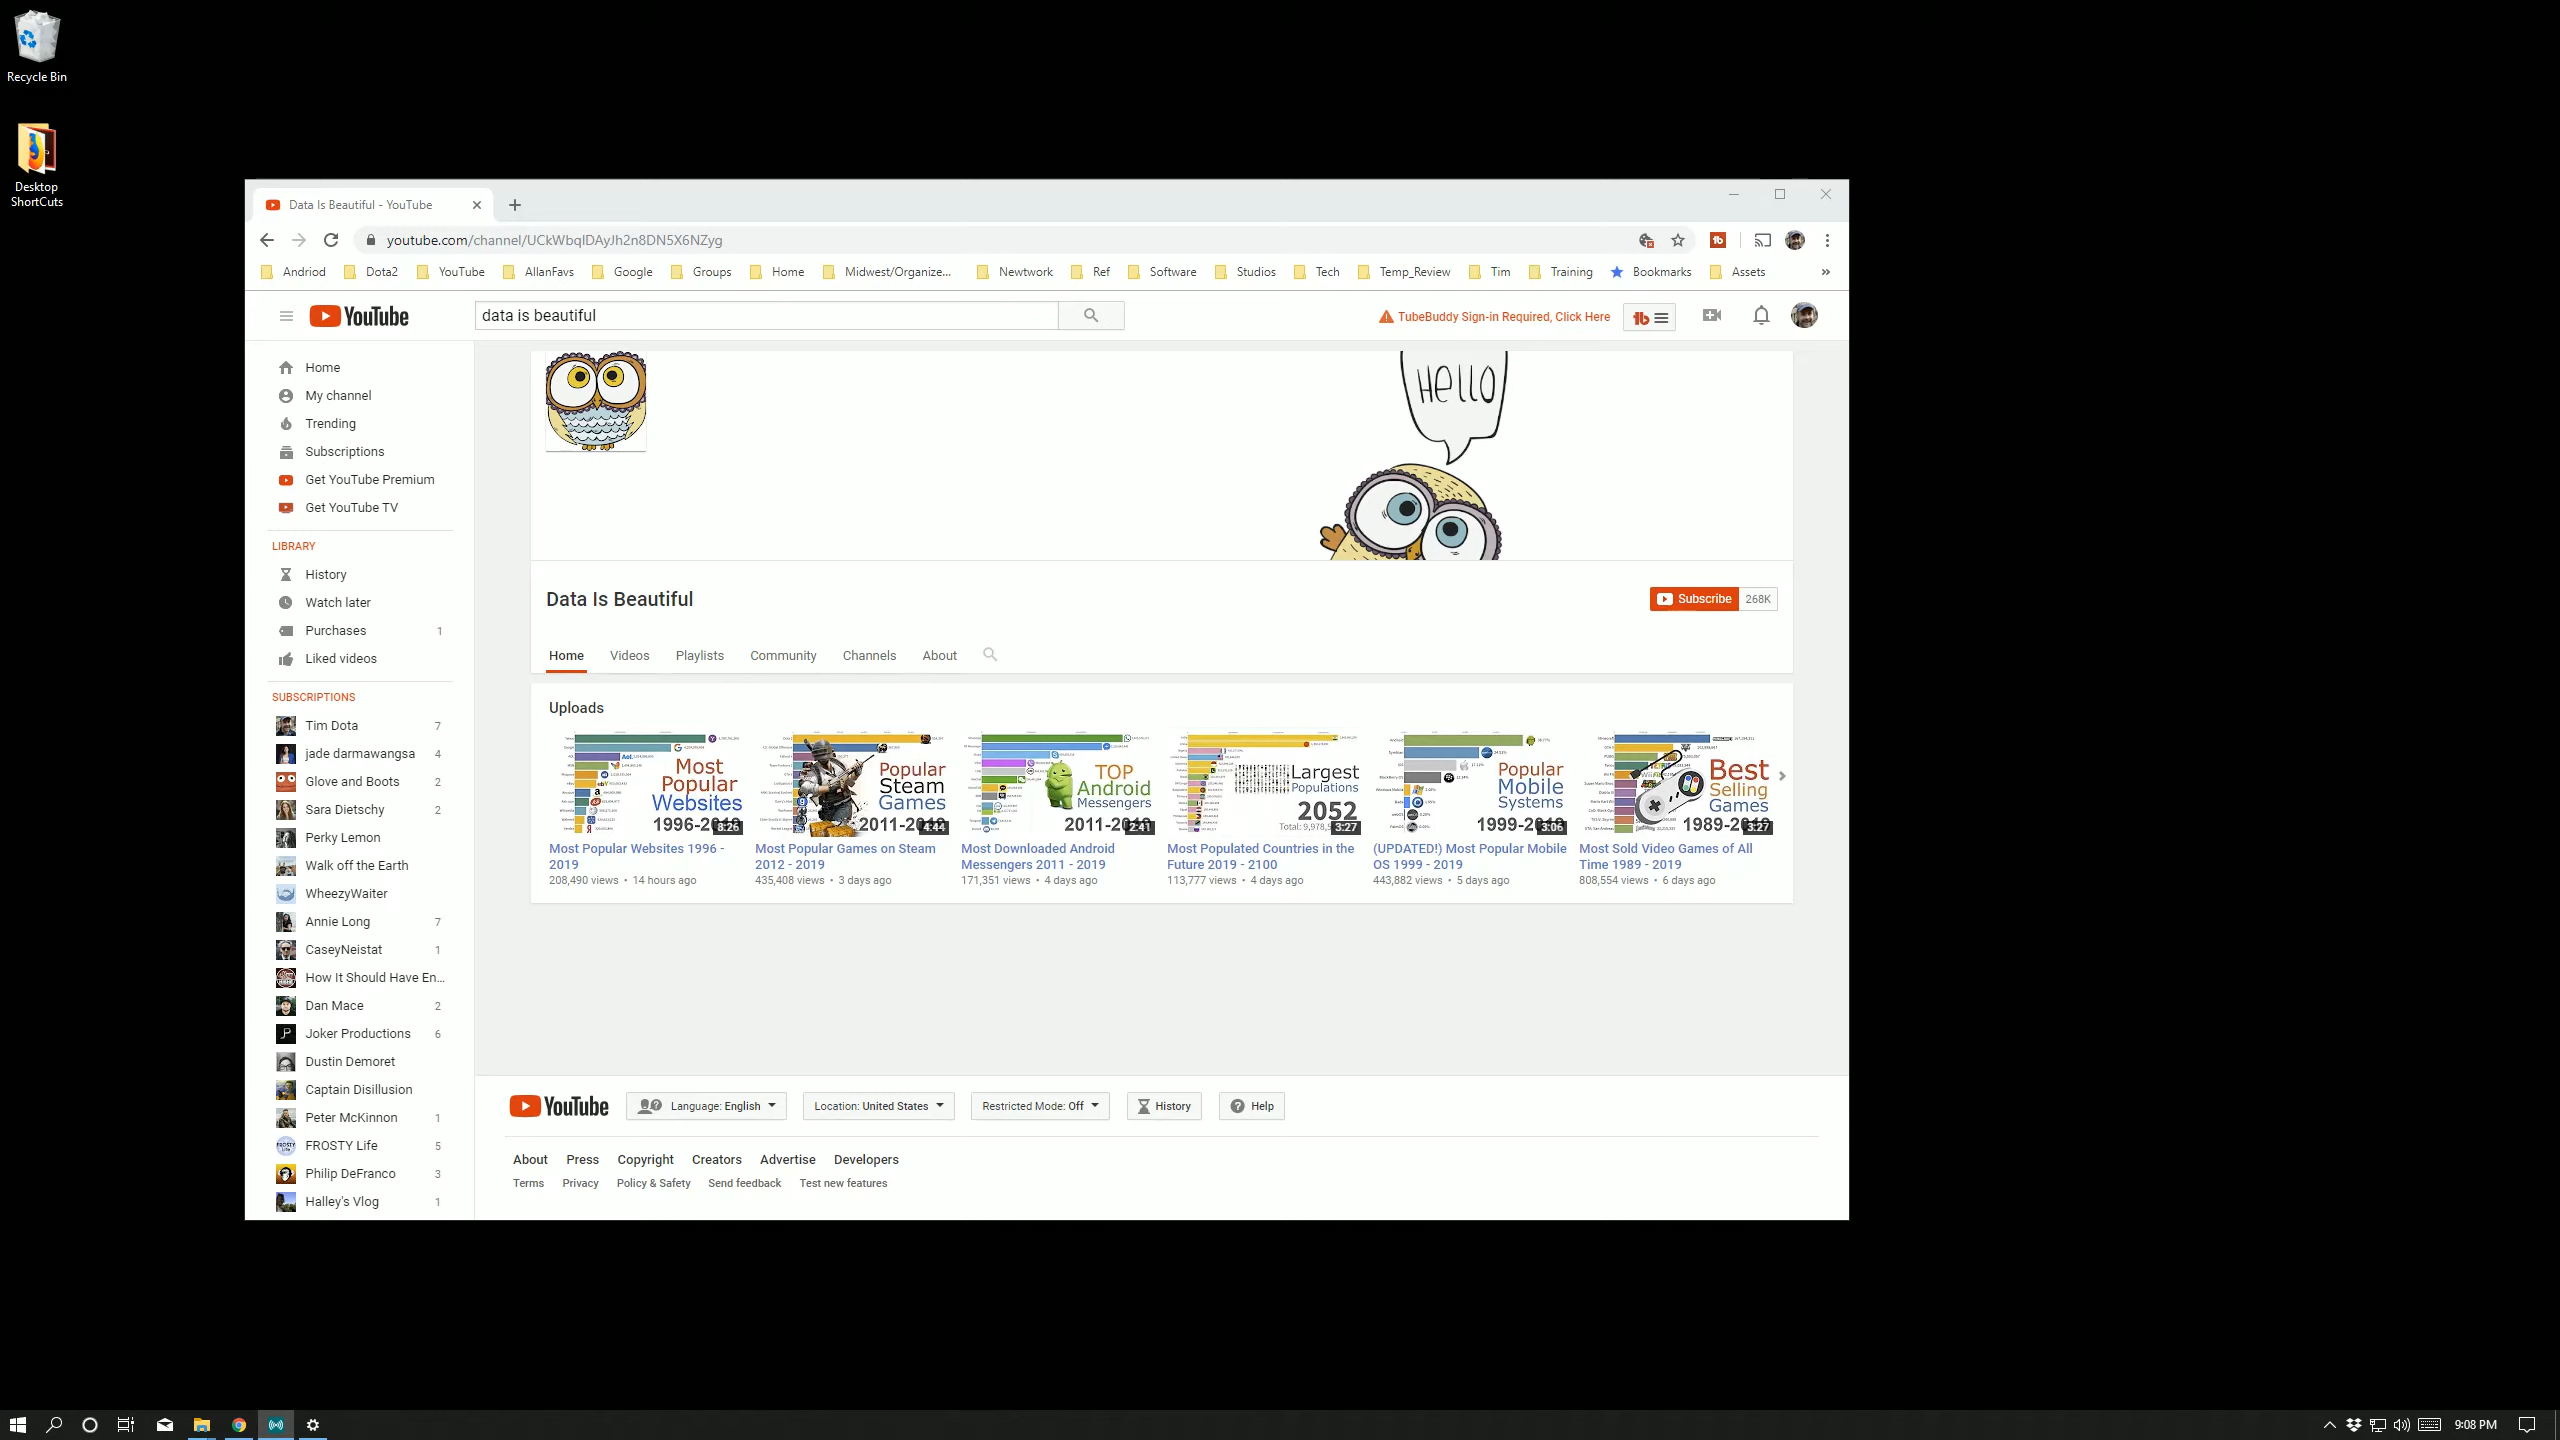 Recycle Bin
Desktop
ShortCuts
Data Is Beautiful - YouTube
youtube.com/channel/UCkWbqlDAyJh2n8DN5X6NZyg
Andriod Dota2 YouTube AllanFavs Google Groups Home Midwest/Organize... Newtwork Ref Software Studios Tech Temp_Review Tim Training Bookmarks Assets »
YouTube
data is beautiful
TubeBuddy Sign-in Required, Click Here
Home
My channel
Trending
Subscriptions
Get YouTube Premium
Get YouTube TV
LIBRARY
History
Watch later
Purchases 1
Liked videos
SUBSCRIPTIONS
Tim Dota 7
jade darmawangsa 4
Glove and Boots 2
Sara Dietschy 2
Perky Lemon
Walk off the Earth
WheezyWaiter
Annie Long 7
CaseyNeistat 1
How It Should Have En...
Dan Mace 2
Joker Productions 6
Dustin Demoret
Captain Disillusion
Peter McKinnon 1
FROSTY Life 5
Philip DeFranco 3
Halley's Vlog 1
HELLO
Data Is Beautiful
Subscribe 268K
Home Videos Playlists Community Channels About
Uploads
Most
Popular
Websites
8:26
Most Popular Websites 1996 -
2019
208,490 views • 14 hours ago
Popular
Steam
Games
4:44
Most Popular Games on Steam
2012 - 2019
435,408 views • 3 days ago
TOP
Android
Messengers
2:41
Most Downloaded Android
Messengers 2011 - 2019
171,351 views • 4 days ago
Largest
Populations
2052
3:27
Most Populated Countries in the
Future 2019 - 2100
113,777 views • 4 days ago
Popular
Mobile
Systems
3:06
(UPDATED!) Most Popular Mobile
OS 1999 - 2019
443,882 views • 5 days ago
Best
Selling
Games
3:27
Most Sold Video Games of All
Time 1989 - 2019
808,554 views • 6 days ago
YouTube
Language: English
Location: United States
Restricted Mode: Off
History
Help
About Press Copyright Creators Advertise Developers
Terms Privacy Policy & Safety Send feedback Test new features
9:08 PM